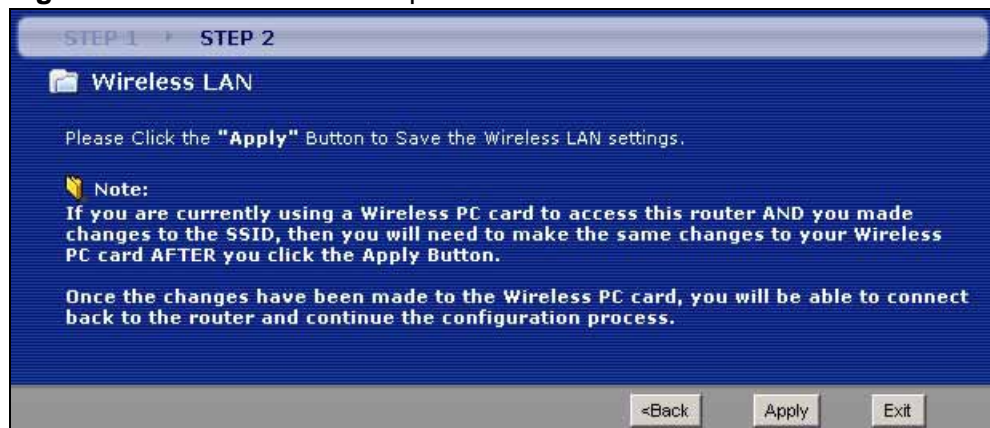 STEP 1 STEP 2
Wireless LAN
Please Click the "Apply" Button to Save the Wireless LAN settings.
Note:
If you are currently using a Wireless PC card to access this router AND you made
changes to the SSID, then you will need to make the same changes to your Wireless
PC card AFTER you click the Apply Button.
Once the changes have been made to the Wireless PC card, you will be able to connect
back to the router and continue the configuration process.
<Back Apply Exit